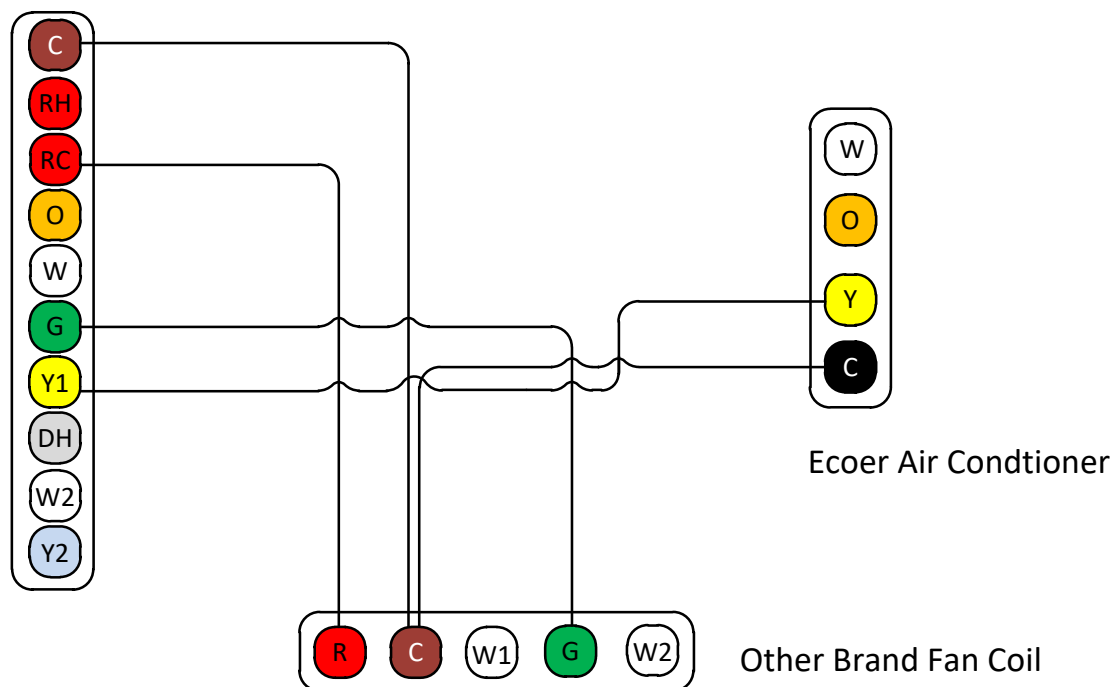 C
RH
RC
O
W
G
Y1
DH
W2
Y2
W
O
Y
C
Ecoer Air Condtioner
R C W1 G W2
Other Brand Fan Coil